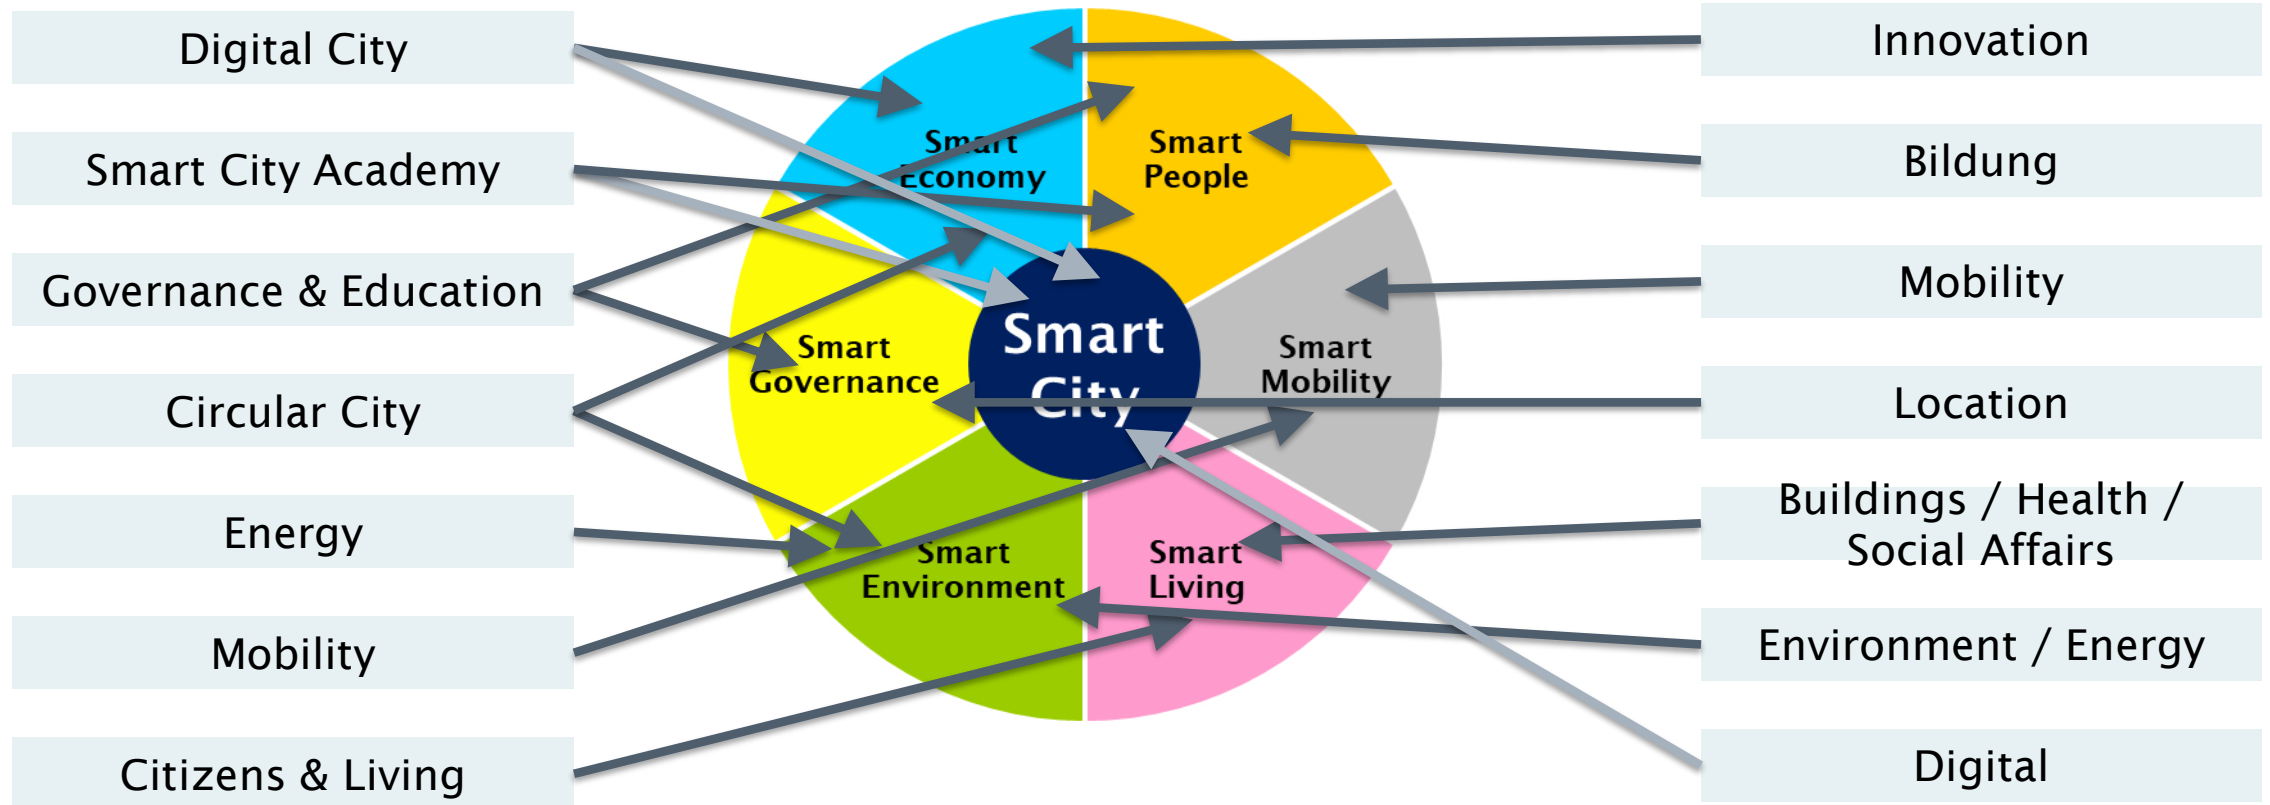 Digital City
Smart City Academy
Governance & Education
Circular City
Energy
Mobility
Citizens & Living
Smart
Economy
Smart
People
Smart
Governance
Smart
City
Smart
Mobility
Smart
Environment
Smart
Living
Innovation
Bildung
Mobility
Location
Buildings / Health /
Social Affairs
Environment / Energy
Digital